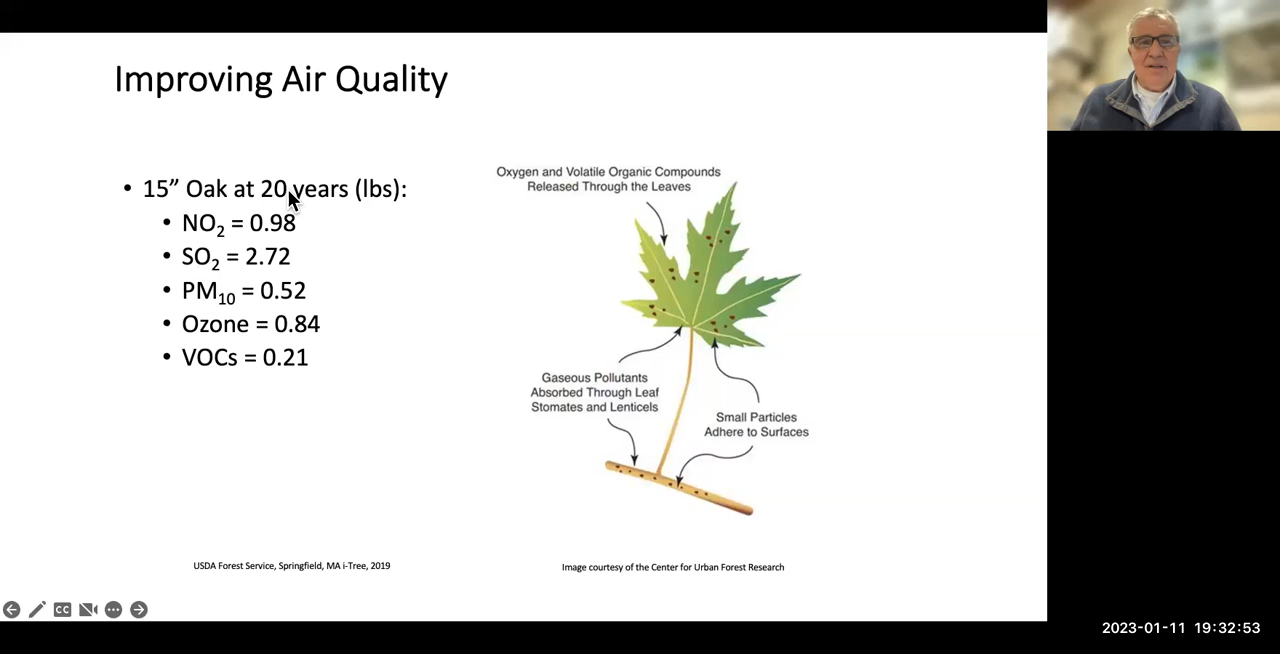 Improving Air Quality
• 15” Oak at 20 years (lbs):
• NO₂ = 0.98
• SO₂ = 2.72
• PM₁₀ = 0.52
• Ozone = 0.84
• VOCs = 0.21
Oxygen and Volatile Organic Compounds
Released Through the Leaves
Gaseous Pollutants
Absorbed Through Leaf
Stomates and Lenticels
Small Particles
Adhere to Surfaces
USDA Forest Service, Springfield, MA i-Tree, 2019
Image courtesy of the Center for Urban Forest Research
CC
2023-01-11 19:32:53